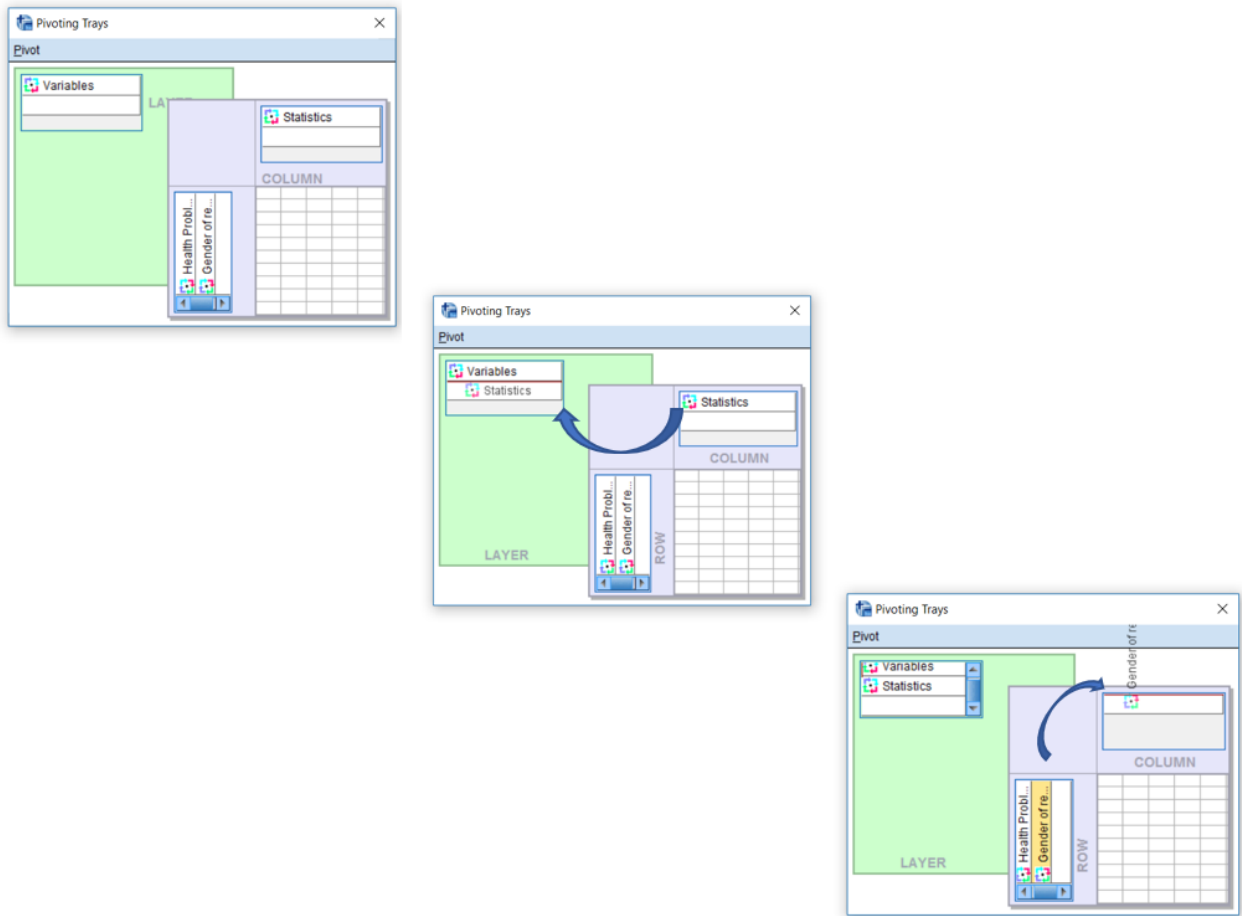 Pivoting Trays
Pivot
Variables
Statistics
COLUMN
Health Probl...
Gender of re...
Pivoting Trays
Pivot
Variables
Statistics
Statistics
COLUMN
Health Probl...
Gender of re...
ROW
LAYER
Pivoting Trays
Pivot
Gender of re
Variables
Statistics
COLUMN
Health Probl...
Gender of re...
ROW
LAYER